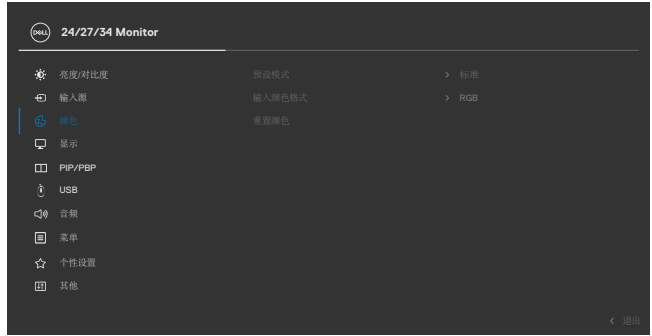 DELL 24/27/34 Monitor
亮度/对比度 预设模式 > 标准
输入源 输入颜色格式 > RGB
颜色 重置颜色
显示
PIP/PBP
USB
音频
菜单
个性设置
其他
< 退出